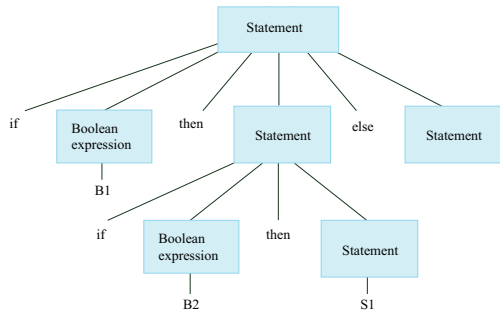 Statement
if
Boolean
expression
then
Statement
else
Statement
B1
if
Boolean
expression
then
Statement
B2
S1